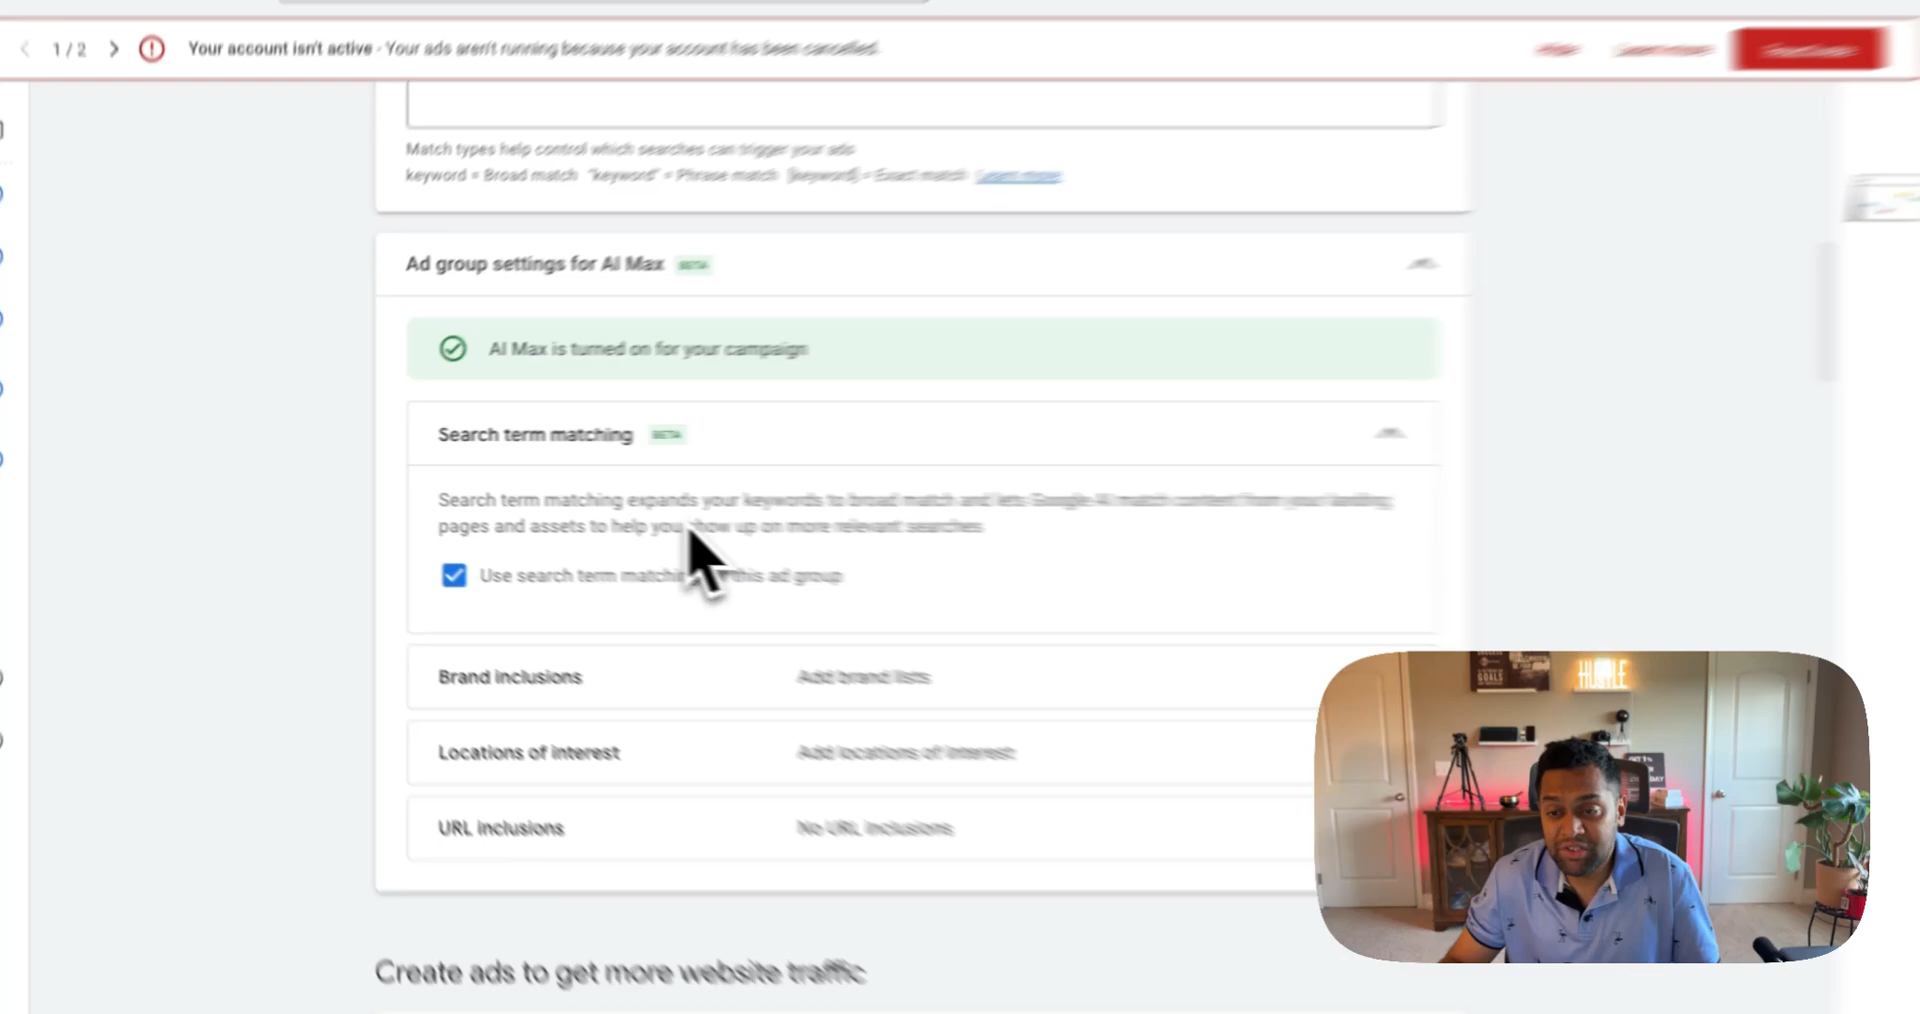 1 / 2
Your account isn't active - Your ads aren't running because your account has been cancelled.
Match types help control which searches can trigger your ads
keyword = Broad match "keyword" = Phrase match [keyword] = Exact match Learn more
Ad group settings for AI Max BETA
AI Max is turned on for your campaign
Search term matching BETA
Search term matching expands your keywords to broad match and lets Google AI match content from your landing
pages and assets to help you show up on more relevant searches
Use search term matching this ad group
Brand inclusions Add brand lists
Locations of interest Add locations of interest
URL inclusions No URL inclusions
HUSTLE
GOALS
Create ads to get more website traffic